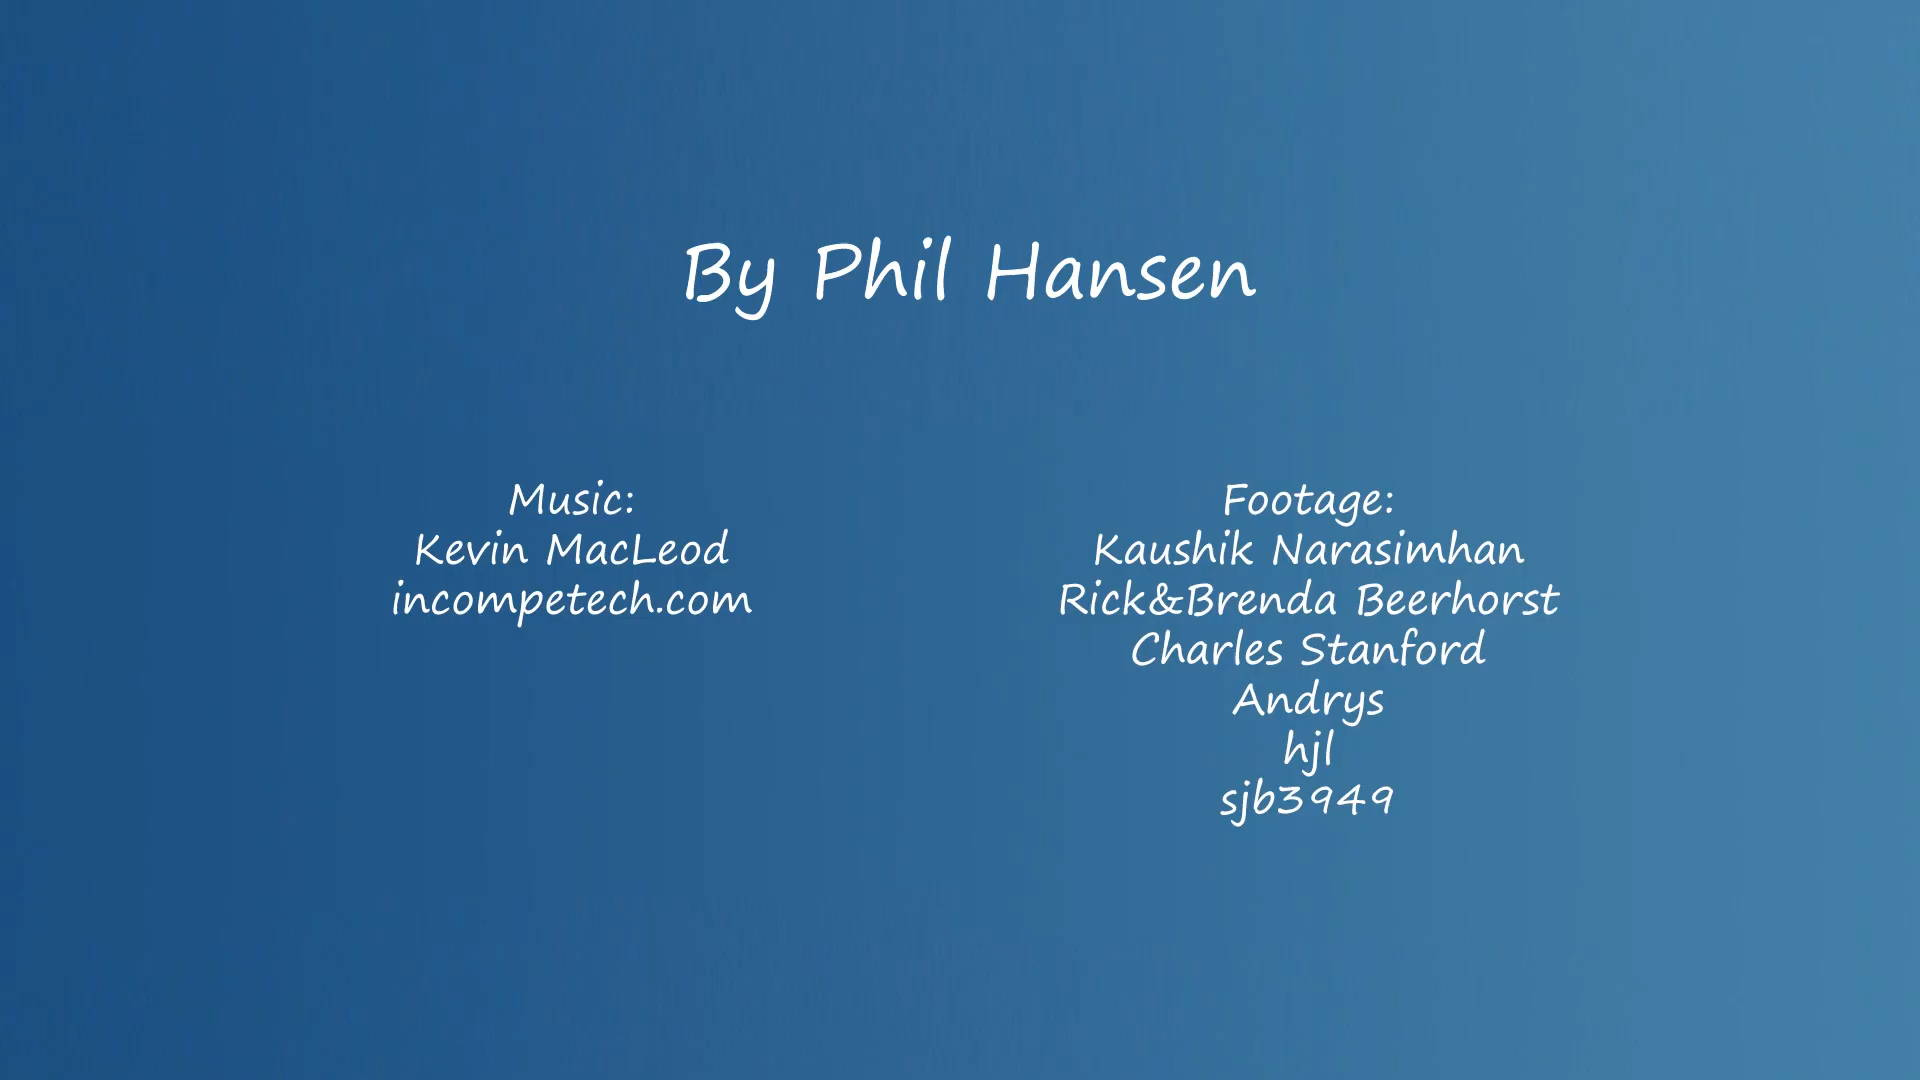 By Phil Hansen
Music:
Kevin MacLeod
incompetech.com
Footage:
Kaushik Narasimhan
Rick&Brenda Beerhorst
Charles Stanford
Andrys
hjl
sjb3949